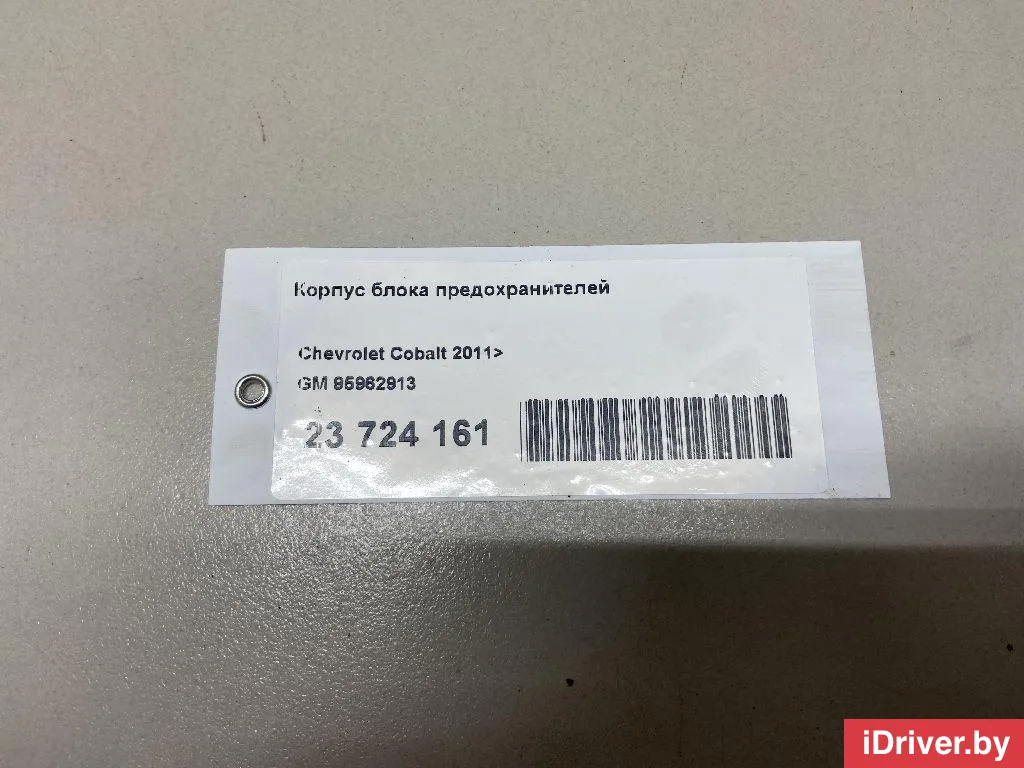 Корпус блока предохранителей
Chevrolet Cobalt 2011>
GM 95962913
23 724 161
iDriver.by